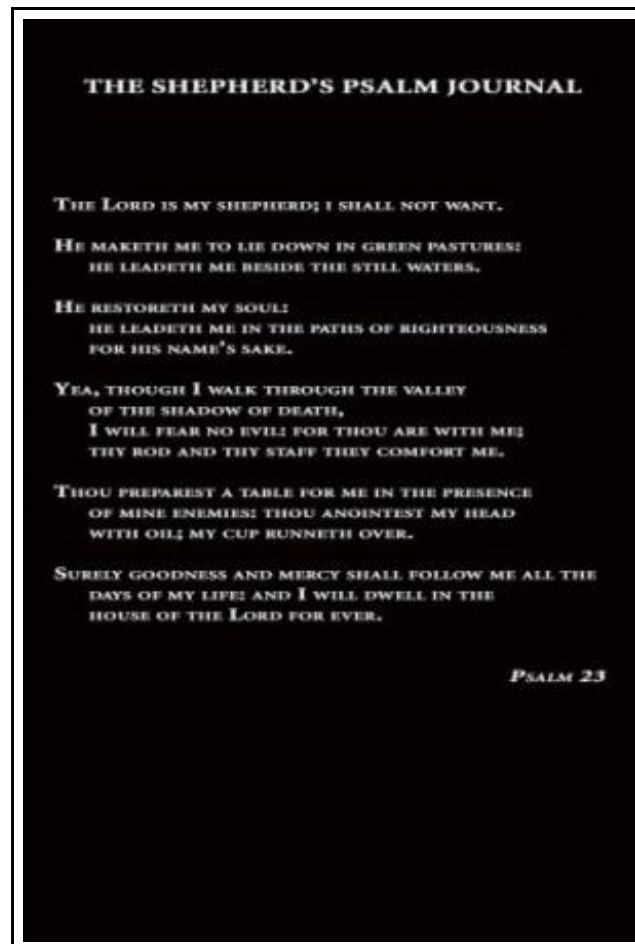 THE SHEPHERD'S PSALM JOURNAL
THE LORD IS MY SHEPHERD; I SHALL NOT WANT.
HE MAKETH ME TO LIE DOWN IN GREEN PASTURES:
HE LEADETH ME BESIDE THE STILL WATERS.
HE RESTORETH MY SOUL:
HE LEADETH ME IN THE PATHS OF RIGHTEOUSNESS
FOR HIS NAME'S SAKE.
YEA, THOUGH I WALK THROUGH THE VALLEY
OF THE SHADOW OF DEATH,
I WILL FEAR NO EVIL: FOR THOU ARE WITH ME;
THY ROD AND THY STAFF THEY COMFORT ME.
THOU PREPAREST A TABLE FOR ME IN THE PRESENCE
OF MINE ENEMIES: THOU ANOINTEST MY HEAD
WITH OIL; MY CUP RUNNETH OVER.
SURELY GOODNESS AND MERCY SHALL FOLLOW ME ALL THE
DAYS OF MY LIFE: AND I WILL DWELL IN THE
HOUSE OF THE LORD FOR EVER.
PSALM 23